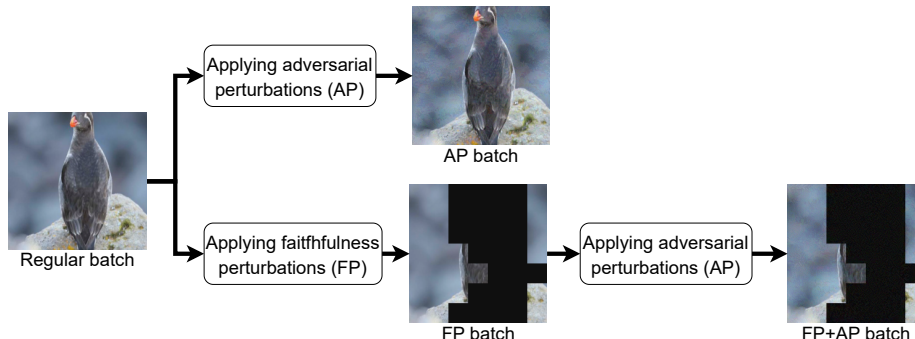 Applying adversarial
perturbations (AP)
AP batch
Regular batch
Applying faitfhfulness
perturbations (FP)
FP batch
Applying adversarial
perturbations (AP)
FP+AP batch